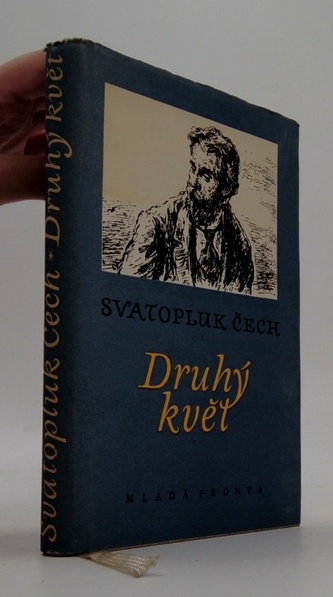 Svatopluk Čech - Druhý květ
SVATOPLUK ČECH
Druhý
květ
MLADÁ FRONTA